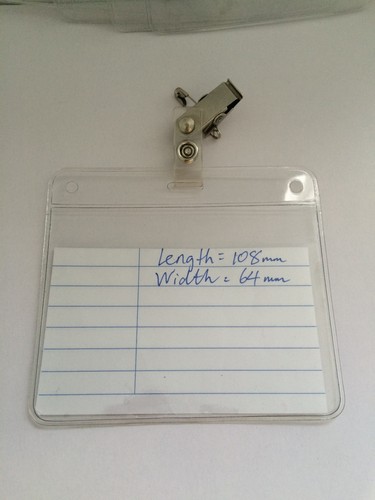 Length = 108mm
Width = 64mm